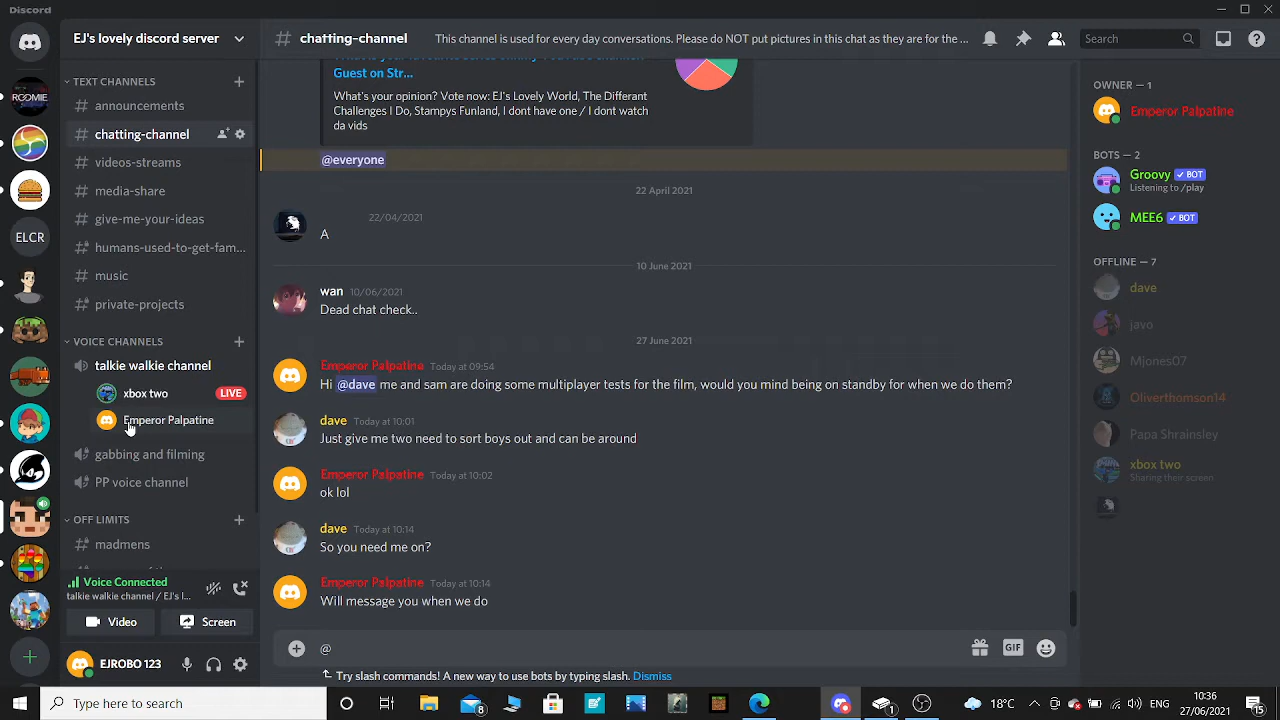 Discord
EJ's lovely discord server
# chatting-channel
This channel is used for every day conversations. Please do NOT put pictures in this chat as they are for the ...
Search
ROOMIE
ELCR
TEXT CHANNELS
announcements
chatting-channel
videos-streams
media-share
give-me-your-ideas
humans-used-to-get-fam...
music
private-projects
VOICE CHANNELS
talkie walkie channel
xbox two
LIVE
Emperor Palpatine
gabbing and filming
PP voice channel
OFF LIMITS
madmens
Voice Connected
talkie walkie channel / EJ's l...
Video
Screen
EJROBO123
Guest on Str...
What's your opinion? Vote: EJ's Lovely World, The Differant
Challenges I Do, Stampys Funland, I dont have one / I dont watch
da vids
@everyone
22 April 2021
22/04/2021
A
10 June 2021
wan 10/06/2021
Dead chat check..
27 June 2021
Emperor Palpatine Today at 09:54
Hi @dave me and sam are doing some multiplayer tests for the film, would you mind being on standby for when we do them?
dave Today at 10:01
Just give me two need to sort boys out and can be around
Emperor Palpatine Today at 10:02
ok lol
dave Today at 10:14
So you need me on?
Emperor Palpatine Today at 10:14
Will message you when we do
@
GIF
Try slash commands! A new way to use bots by typing slash. Dismiss
OWNER — 1
Emperor Palpatine
BOTS — 2
Groovy ✓ BOT
Listening to /play
MEE6 ✓ BOT
OFFLINE — 7
dave
javo
Mjones07
Oliverthomson14
Papa Shrainsley
xbox two
Sharing their screen
Type here to search
8
1
18°C
ENG
10:36
27/06/2021
15